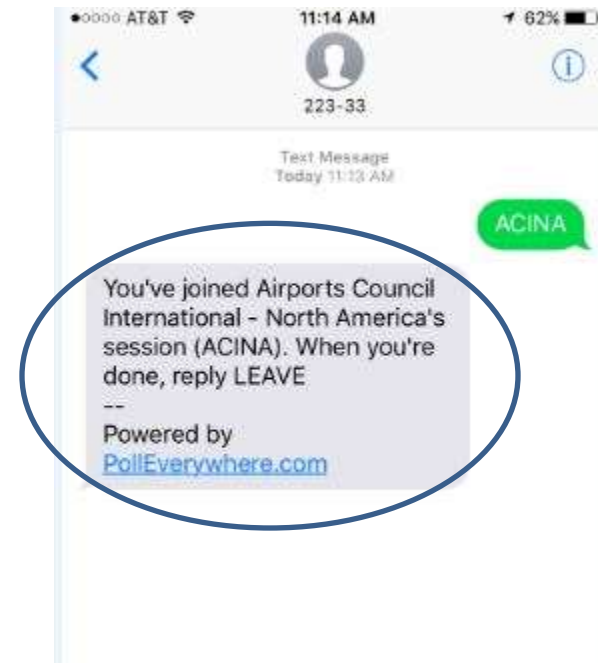 AT&T 11:14 AM 62%
223-33
Text Message
Today 11:13 AM
ACINA
You've joined Airports Council
International - North America's
session (ACINA). When you're
done, reply LEAVE
--
Powered by
PollEverywhere.com